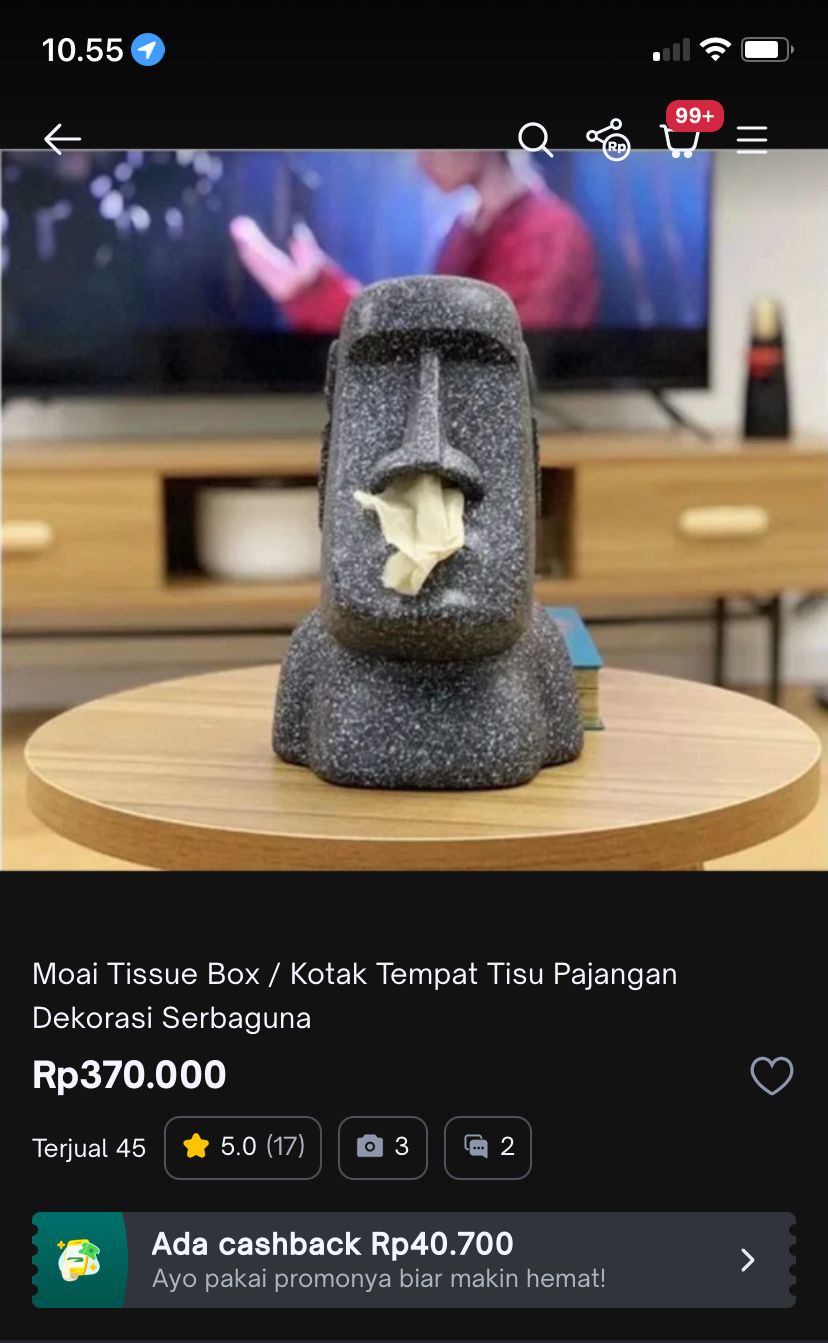 10.55
99+
Rp
Moai Tissue Box / Kotak Tempat Tisu Pajangan
Dekorasi Serbaguna
Rp370.000
Terjual 45
5.0 (17)
3
2
Ada cashback Rp40.700
Ayo pakai promonya biar makin hemat!